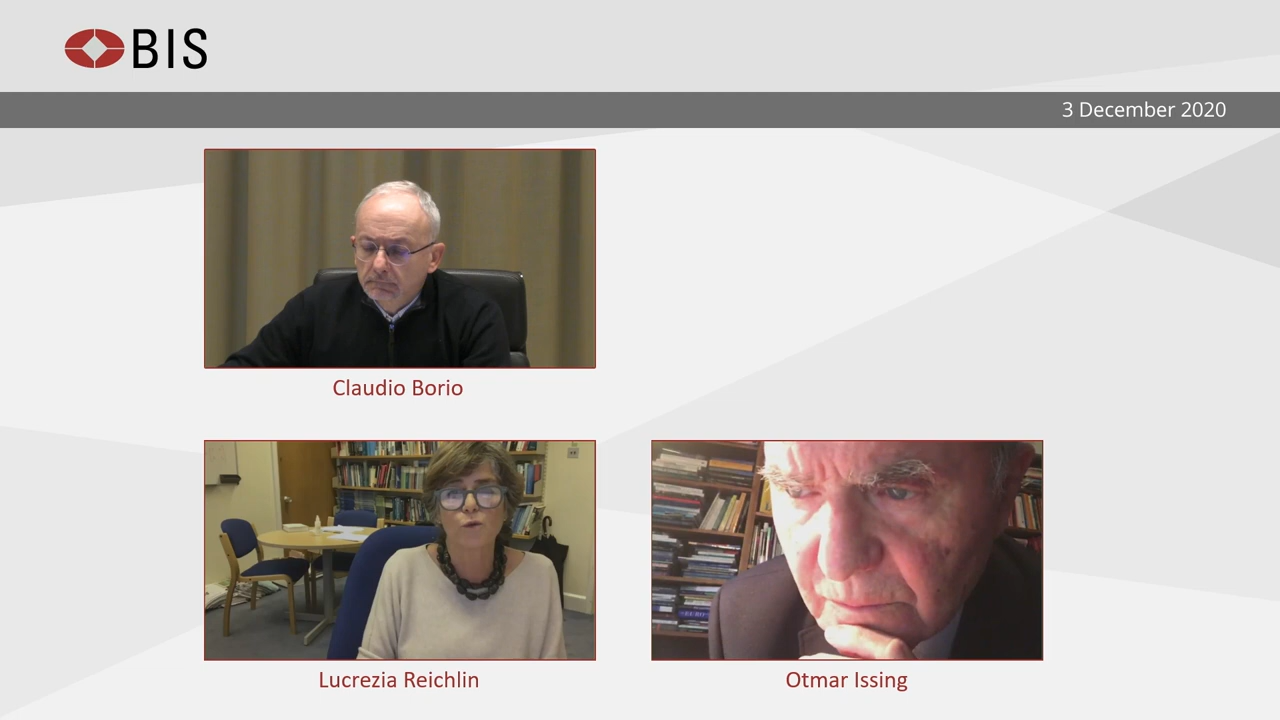 BIS
3 December 2020
Claudio Borio
Lucrezia Reichlin
Otmar Issing